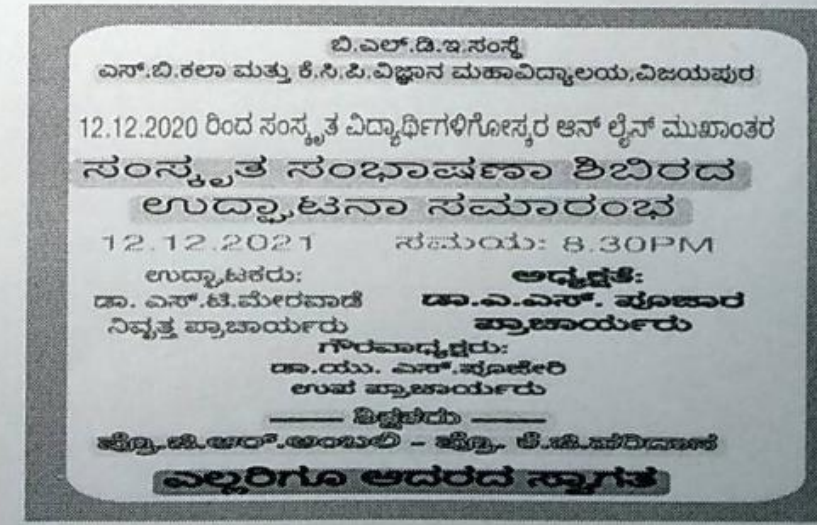 ಬಿ.ಎಲ್.ಡಿ.ಇ.ಸಂಸ್ಥೆ
ಎಸ್.ಬಿ.ಕಲಾ ಮತ್ತು ಕೆ.ಸಿ.ಪಿ.ವಿಜ್ಞಾನ ಮಹಾವಿದ್ಯಾಲಯ,ವಿಜಯಪುರ
12.12.2020 ರಿಂದ ಸಂಸ್ಕೃತ ವಿದ್ಯಾರ್ಥಿಗಳಿಗೋಸ್ಕರ ಆನ್ ಲೈನ್ ಮುಖಾಂತರ
ಸಂಸ್ಕೃತ ಸಂಭಾಷಣಾ ಶಿಬಿರದ
ಉದ್ಘಾಟನಾ ಸಮಾರಂಭ
12.12.2021 ಸಮಯ: 8.30PM
ಉದ್ಘಾಟಕರು: ಅಧ್ಯಕ್ಷತೆ:
ಡಾ. ಎಸ್.ಟಿ.ಮೇರವಾಡೆ ಡಾ.ಎ.ಎಸ್. ಪೂಜಾರ
ನಿವೃತ್ತ ಪ್ರಾಚಾರ್ಯರು ಪ್ರಾಚಾರ್ಯರು
ಗೌರವಾಧ್ಯಕ್ಷರು:
ಡಾ.ಯು. ಎಸ್.ಪೂಜೇರಿ
ಉಪ ಪ್ರಾಚಾರ್ಯರು
ಶಿಕ್ಷಕರು
ಪ್ರೊ.ಜಿ.ಆರ್.ಅಂಬಲಿ – ಪ್ರೊ.
ಎಲ್ಲರಿಗೂ ಆದರದ ಸ್ವಾಗತ